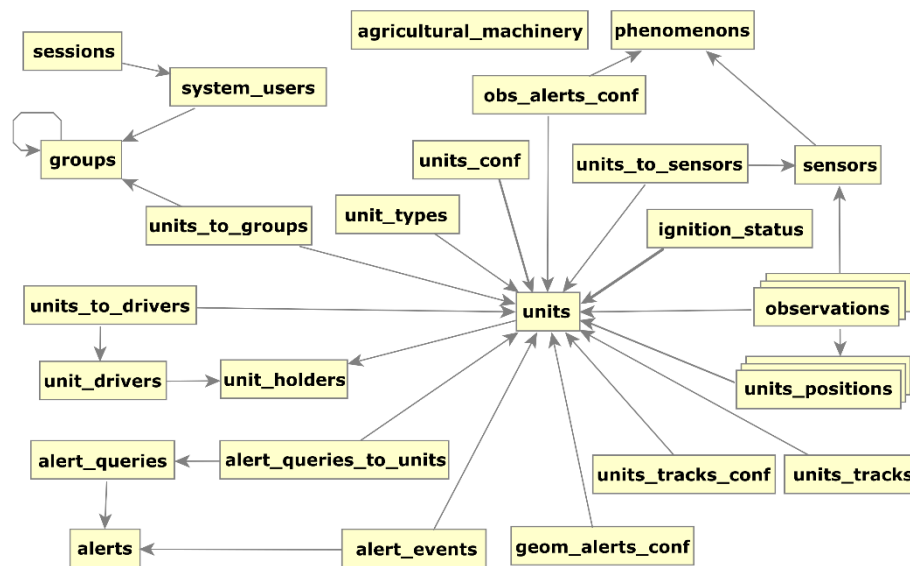 agricultural_machinery
phenomenons
sessions
system_users
obs_alerts_conf
groups
units_conf
units_to_sensors
sensors
units_to_groups
unit_types
ignition_status
units_to_drivers
units
observations
unit_drivers
unit_holders
units_positions
alert_queries
alert_queries_to_units
units_tracks_conf
units_tracks
alerts
alert_events
geom_alerts_conf